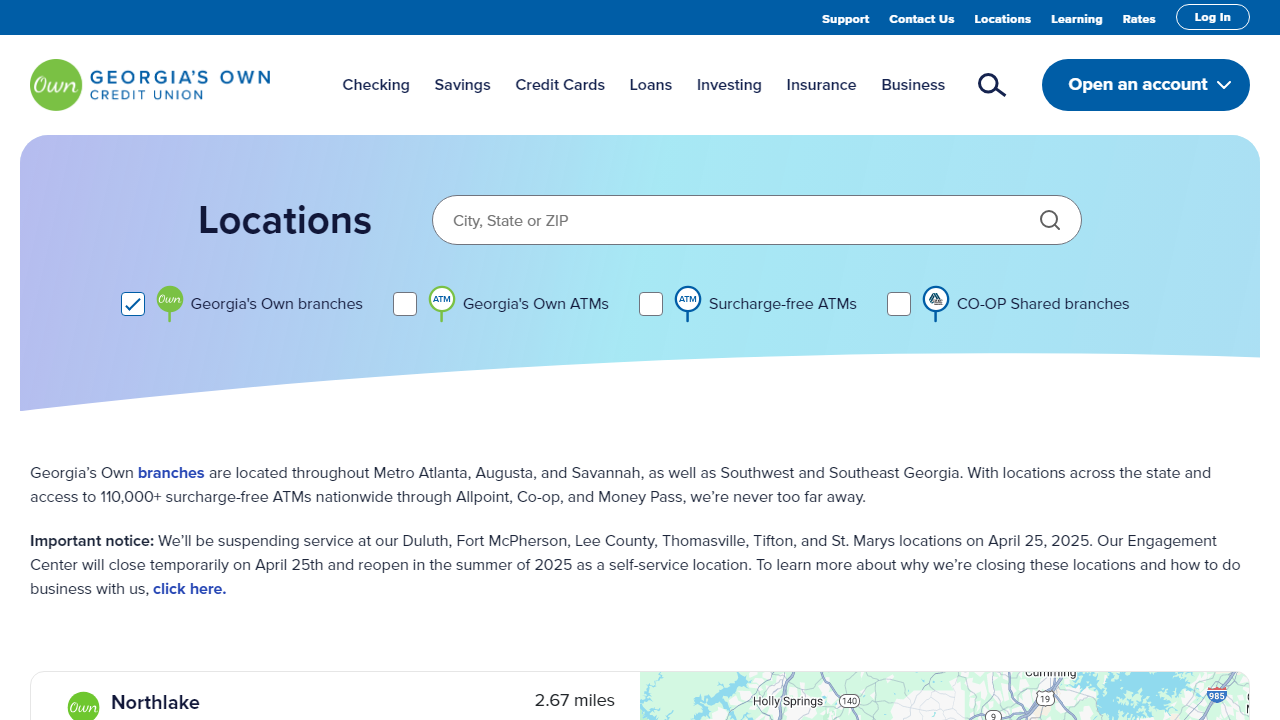 Support Contact Us Locations Learning Rates Log In
Own GEORGIA'S OWN
CREDIT UNION
Checking Savings Credit Cards Loans Investing Insurance Business Open an account
Locations
City, State or ZIP
Own Georgia's Own branches ATM Georgia's Own ATMs ATM Surcharge-free ATMs CO-OP Shared branches
Georgia’s Own branches are located throughout Metro Atlanta, Augusta, and Savannah, as well as Southwest and Southeast Georgia. With locations across the state and
access to 110,000+ surcharge-free ATMs nationwide through Allpoint, Co-op, and Money Pass, we’re never too far away.
Important notice: We’ll be suspending service at our Duluth, Fort McPherson, Lee County, Thomasville, Tifton, and St. Marys locations on April 25, 2025. Our Engagement
Center will close temporarily on April 25th and reopen in the summer of 2025 as a self-service location. To learn more about why we’re closing these locations and how to do
business with us, click here.
Own Northlake 2.67 miles
Cumming
Holly Springs 140 19 985
9